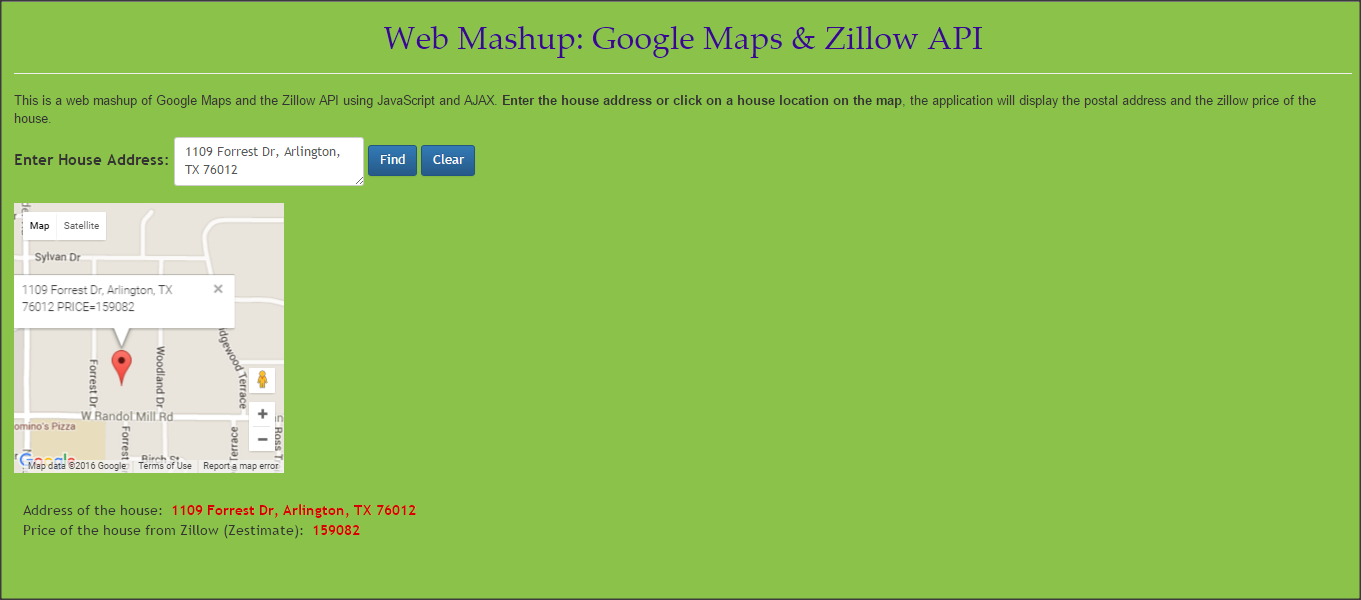 Web Mashup: Google Maps & Zillow API
This is a web mashup of Google Maps and the Zillow API using JavaScript and AJAX. Enter the house address or click on a house location on the map, the application will display the postal address and the zillow price of the
house.
Enter House Address:
1109 Forrest Dr, Arlington,
TX 76012
Find Clear
Map Satellite
Sylvan Dr
1109 Forrest Dr, Arlington, TX
76012 PRICE=159082
Forrest Dr
Woodland Dr
dgewood Terrace
W Randol Mill Rd
omino's Pizza
Forrest
Birch St
Terrace
Ross T
Google
Map data ©2016 Google Terms of Use Report a map error
Address of the house: 1109 Forrest Dr, Arlington, TX 76012
Price of the house from Zillow (Zestimate): 159082